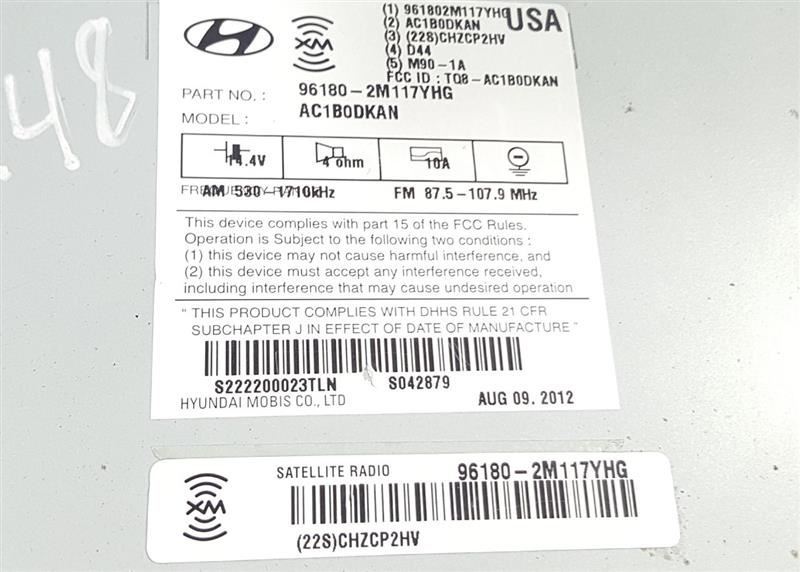 .48
XM
(1) 961802M117YHG
(2) AC1B0DKAN
(3) (22S)CHZCP2HV
(4) D44
(5) M90-1A
FCC ID : TQ8-AC1B0DKAN
USA
PART NO. : 96180-2M117YHG
MODEL : AC1B0DKAN
14.4V 4 ohm 10A
AM 530-1710kHz FM 87.5-107.9 MHz
This device complies with part 15 of the FCC Rules.
Operation is Subject to the following two conditions :
(1) this device may not cause harmful interference, and
(2) this device must accept any interference received,
including interference that may cause undesired operation
" THIS PRODUCT COMPLIES WITH DHHS RULE 21 CFR
SUBCHAPTER J IN EFFECT OF DATE OF MANUFACTURE "
S222200023TLN S042879
HYUNDAI MOBIS CO., LTD AUG 09. 2012
XM
SATELLITE RADIO 96180-2M117YHG
(22S)CHZCP2HV